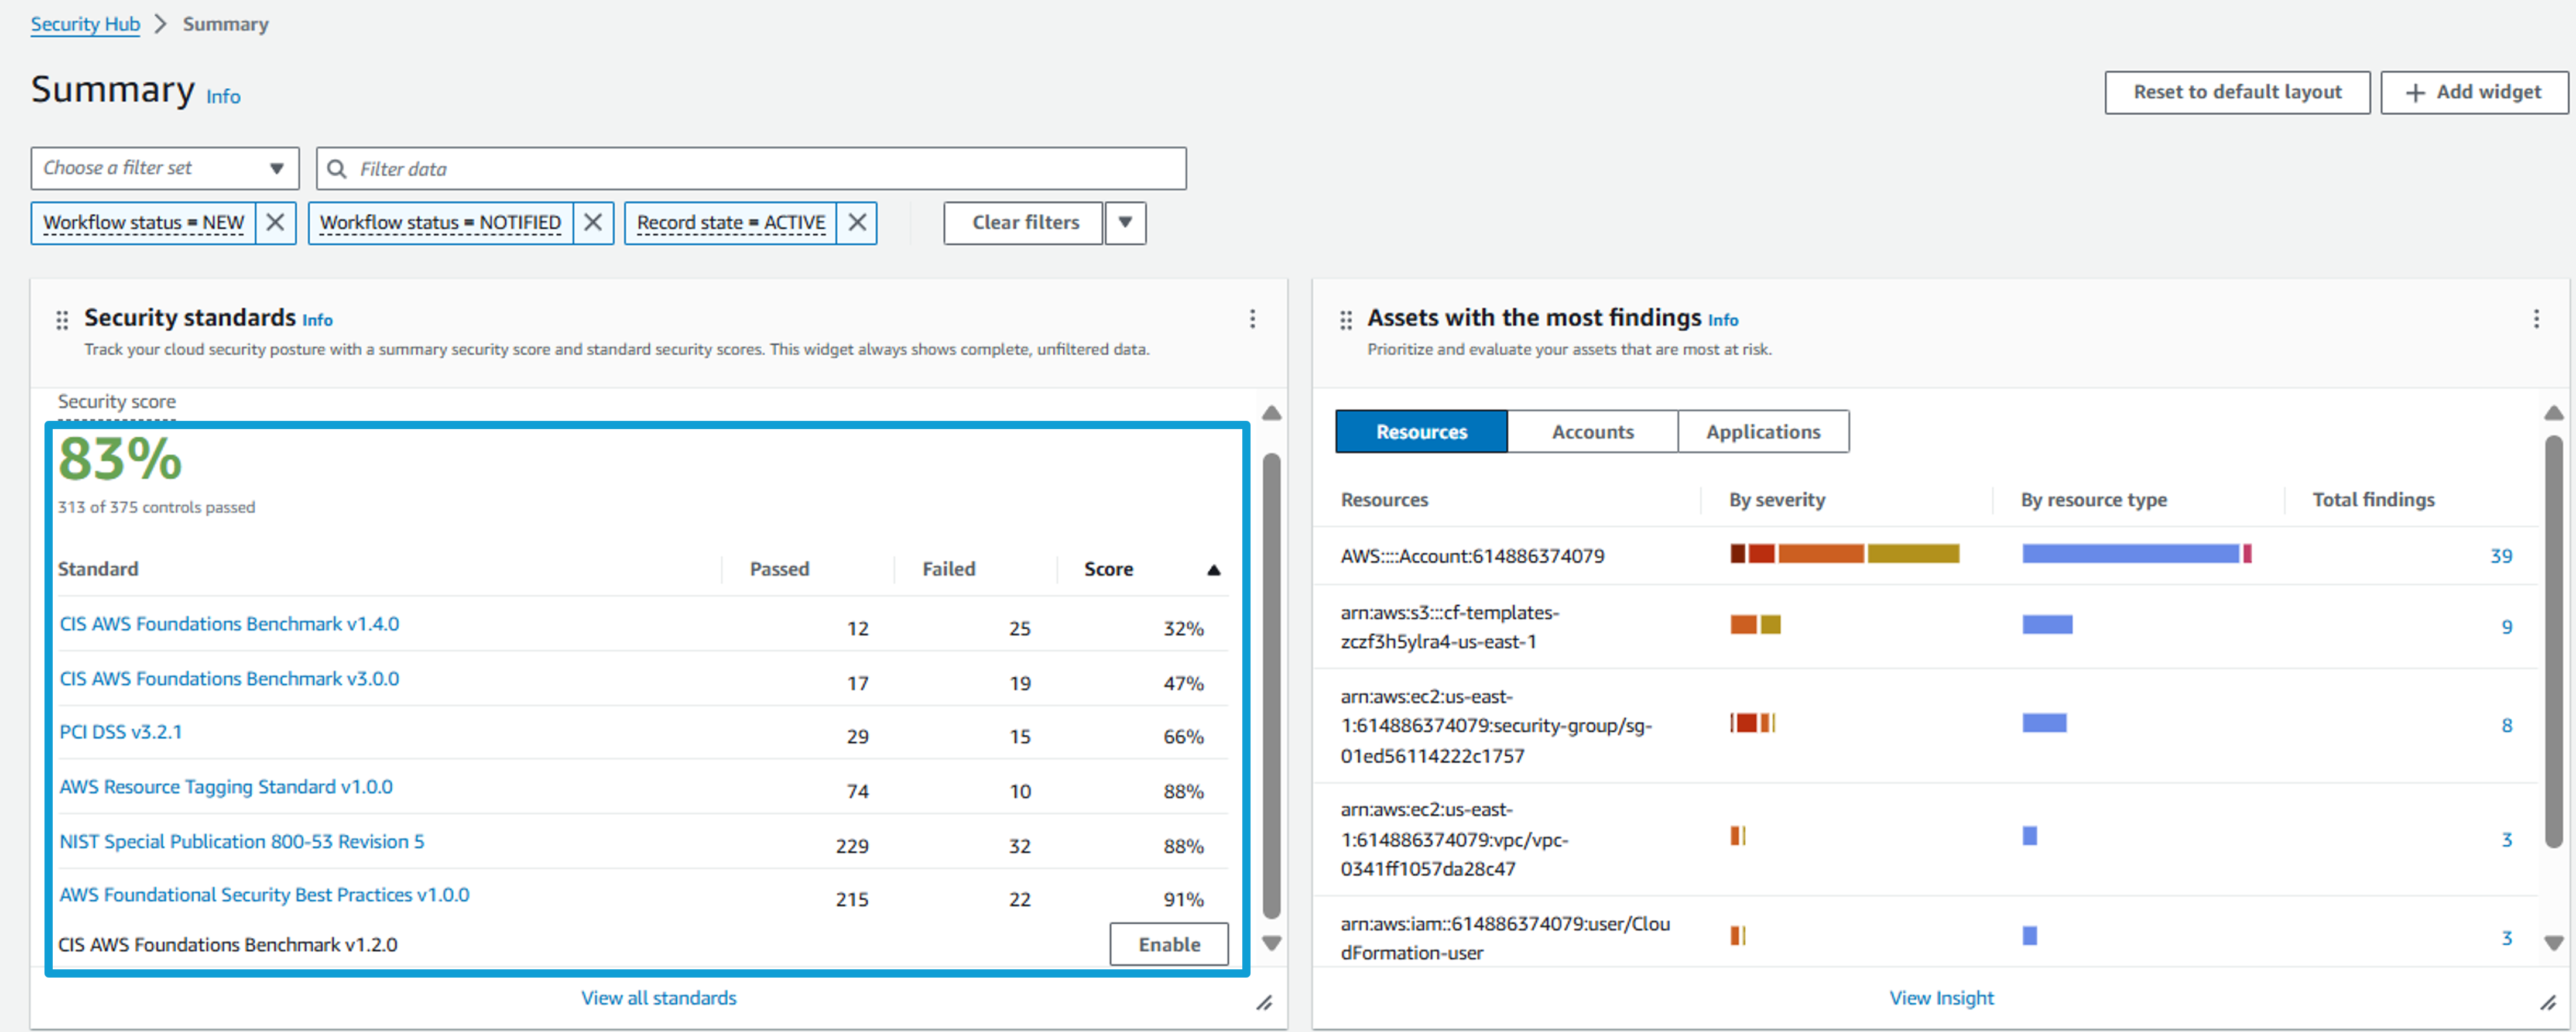 Security Hub > Summary
Summary Info
Reset to default layout
+ Add widget
Choose a filter set
Filter data
Workflow status = NEW
Workflow status = NOTIFIED
Record state = ACTIVE
Clear filters
Security standards Info
Track your cloud security posture with a summary security score and standard security scores. This widget always shows complete, unfiltered data.
Security score
83%
313 of 375 controls passed
Standard Passed Failed Score
CIS AWS Foundations Benchmark v1.4.0 12 25 32%
CIS AWS Foundations Benchmark v3.0.0 17 19 47%
PCI DSS v3.2.1 29 15 66%
AWS Resource Tagging Standard v1.0.0 74 10 88%
NIST Special Publication 800-53 Revision 5 229 32 88%
AWS Foundational Security Best Practices v1.0.0 215 22 91%
CIS AWS Foundations Benchmark v1.2.0 Enable
View all standards
Assets with the most findings Info
Prioritize and evaluate your assets that are most at risk.
Resources Accounts Applications
Resources By severity By resource type Total findings
AWS::::Account:614886374079 39
arn:aws:s3:::cf-templates-
zczf3h5ylra4-us-east-1 9
arn:aws:ec2:us-east-
1:614886374079:security-group/sg- 8
01ed56114222c1757
arn:aws:ec2:us-east-
1:614886374079:vpc/vpc- 3
0341ff1057da28c47
arn:aws:iam::614886374079:user/Clou
dFormation-user 3
View Insight